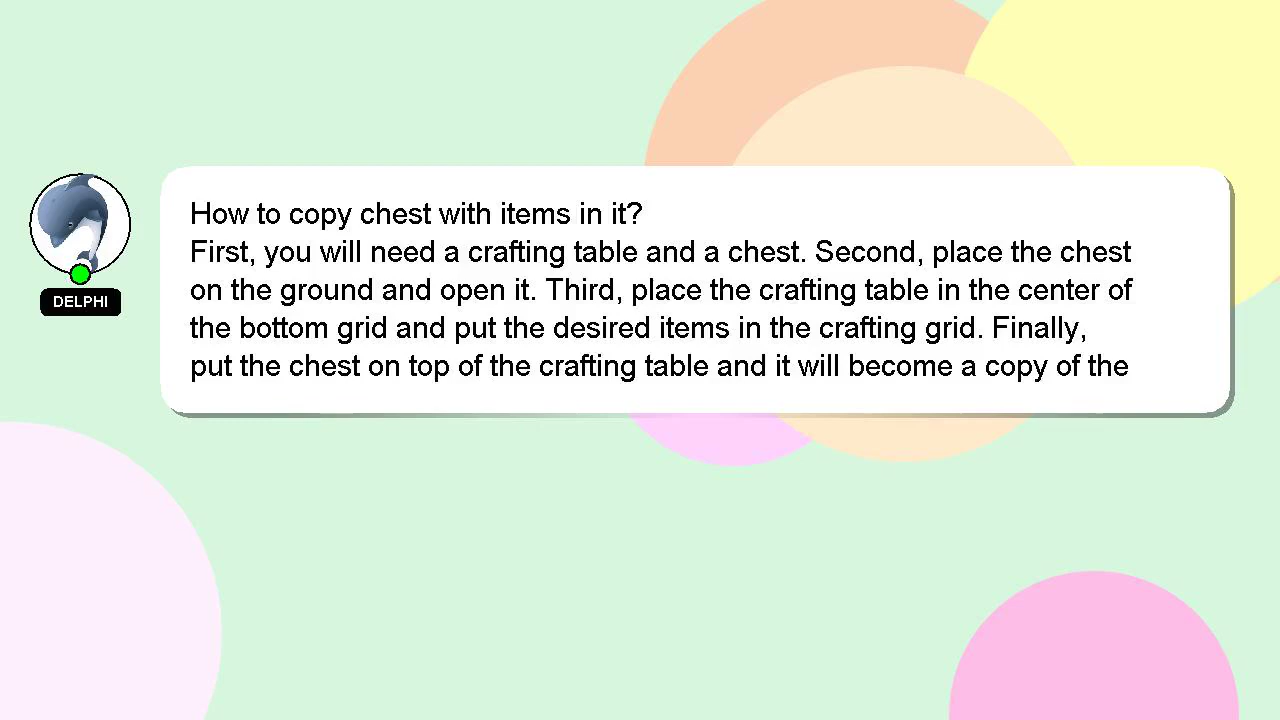 How to copy chest with items in it?
First, you will need a crafting table and a chest. Second, place the chest
on the ground and open it. Third, place the crafting table in the center of
the bottom grid and put the desired items in the crafting grid. Finally,
put the chest on top of the crafting table and it will become a copy of the
DELPHI